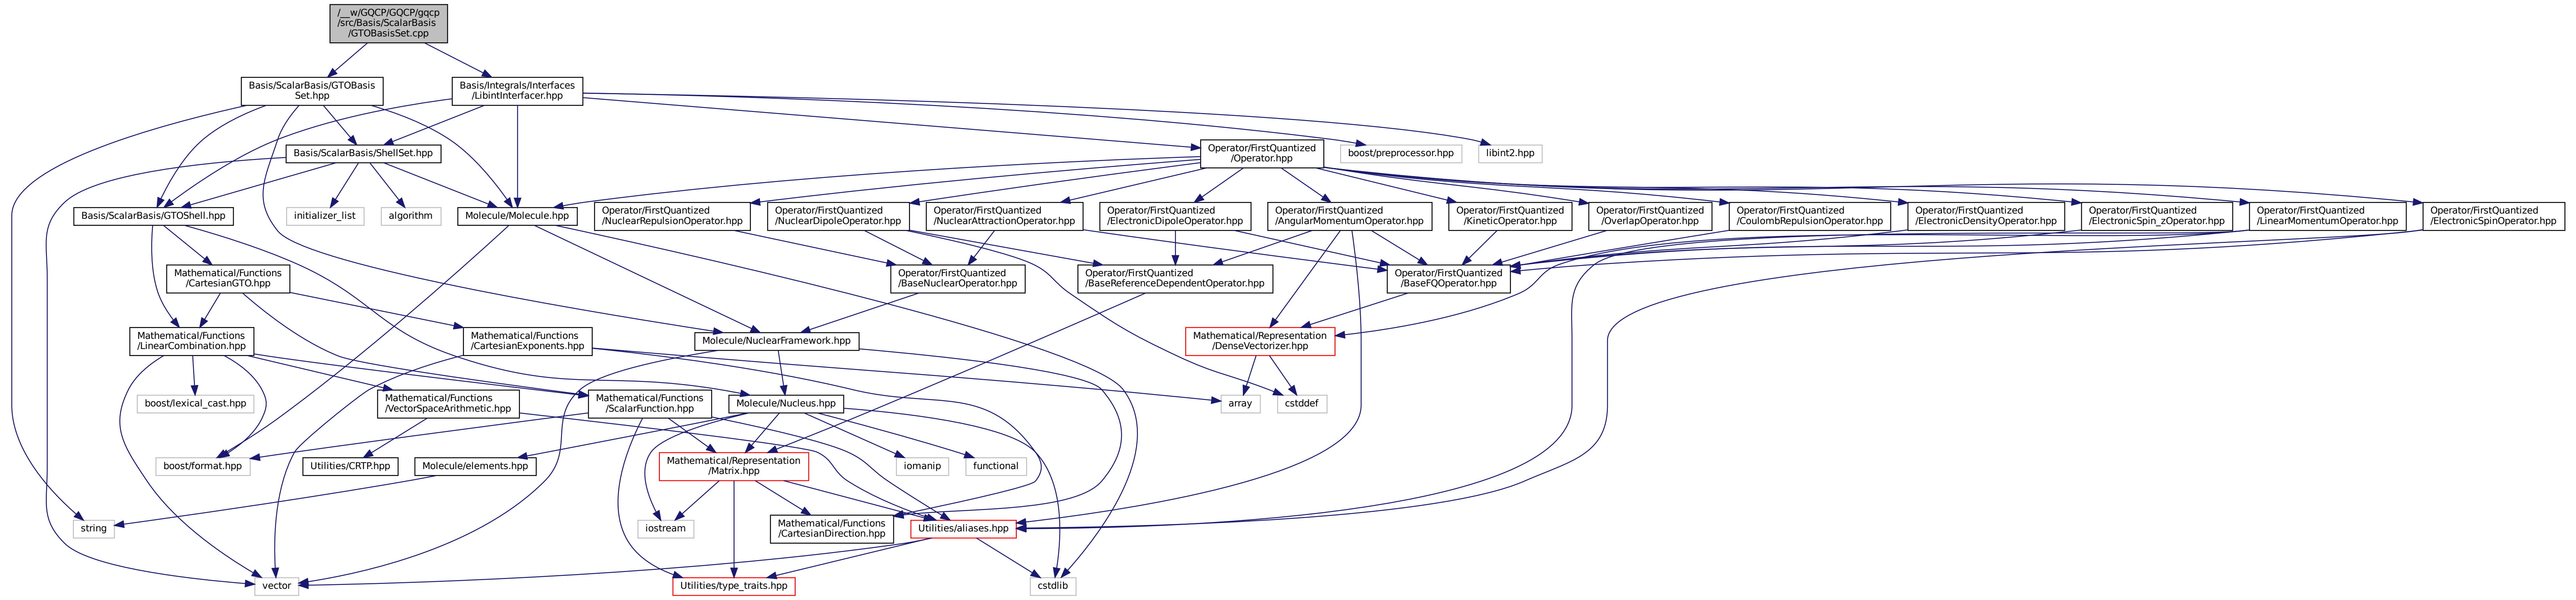 /__w/GQCP/GQCP/gqcp
/src/Basis/ScalarBasis
/GTOBasisSet.cpp
Basis/ScalarBasis/GTOBasis
Set.hpp
Basis/Integrals/Interfaces
/LibintInterfacer.hpp
Basis/ScalarBasis/ShellSet.hpp
Operator/FirstQuantized
/Operator.hpp
boost/preprocessor.hpp
libint2.hpp
Basis/ScalarBasis/GTOShell.hpp
initializer_list
algorithm
Molecule/Molecule.hpp
Operator/FirstQuantized
/NuclearRepulsionOperator.hpp
Operator/FirstQuantized
/NuclearDipoleOperator.hpp
Operator/FirstQuantized
/NuclearAttractionOperator.hpp
Operator/FirstQuantized
/ElectronicDipoleOperator.hpp
Operator/FirstQuantized
/AngularMomentumOperator.hpp
Operator/FirstQuantized
/KineticOperator.hpp
Operator/FirstQuantized
/OverlapOperator.hpp
Operator/FirstQuantized
/CoulombRepulsionOperator.hpp
Operator/FirstQuantized
/ElectronicDensityOperator.hpp
Operator/FirstQuantized
/ElectronicSpin_zOperator.hpp
Operator/FirstQuantized
/LinearMomentumOperator.hpp
Operator/FirstQuantized
/ElectronicSpinOperator.hpp
Mathematical/Functions
/CartesianGTO.hpp
Operator/FirstQuantized
/BaseNuclearOperator.hpp
Operator/FirstQuantized
/BaseReferenceDependentOperator.hpp
Operator/FirstQuantized
/BaseFQOperator.hpp
Mathematical/Functions
/LinearCombination.hpp
Mathematical/Functions
/CartesianExponents.hpp
Molecule/NuclearFramework.hpp
Mathematical/Representation
/DenseVectorizer.hpp
boost/lexical_cast.hpp
Mathematical/Functions
/VectorSpaceArithmetic.hpp
Mathematical/Functions
/ScalarFunction.hpp
Molecule/Nucleus.hpp
array
cstddef
boost/format.hpp
Utilities/CRTP.hpp
Molecule/elements.hpp
Mathematical/Representation
/Matrix.hpp
iomanip
functional
string
iostream
Mathematical/Functions
/CartesianDirection.hpp
Utilities/aliases.hpp
vector
Utilities/type_traits.hpp
cstdlib